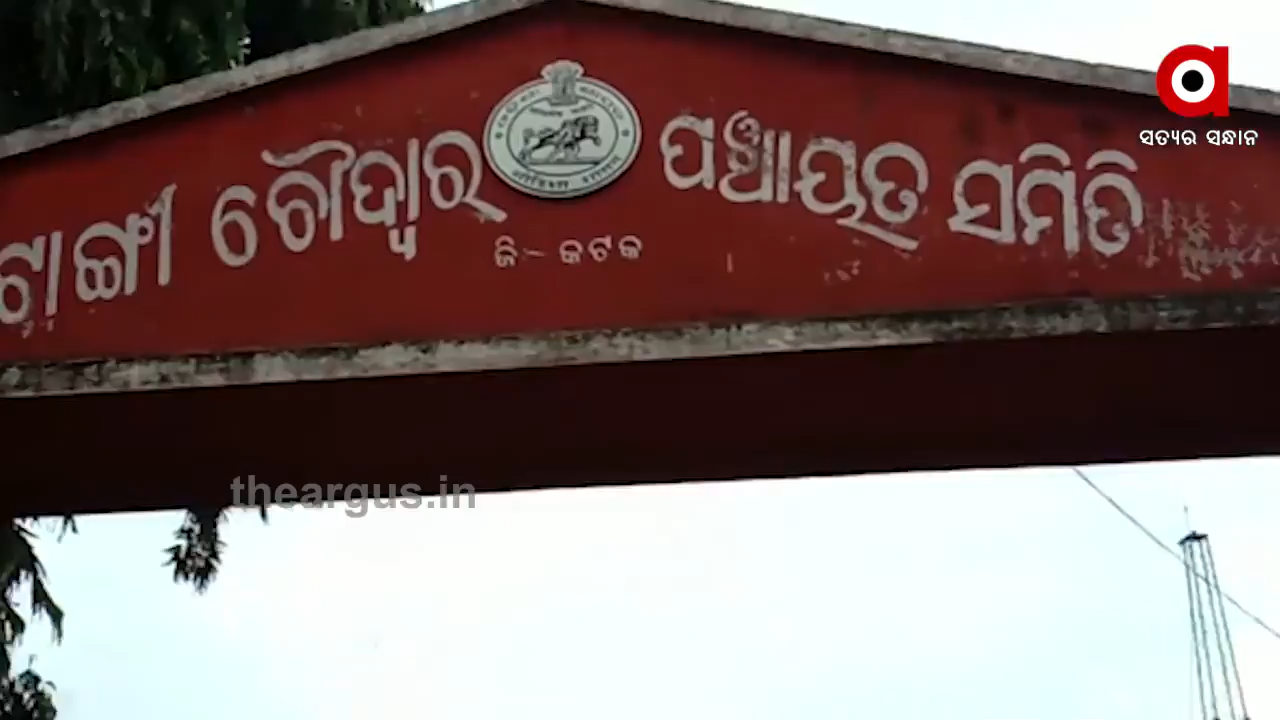 ଟାଙ୍ଗୀ ଚୌଦ୍ୱାର ପଞ୍ଚାୟତ ସମିତି
ଜି - କଟକ
ସତ୍ୟର ସନ୍ଧାନ
theargus.in